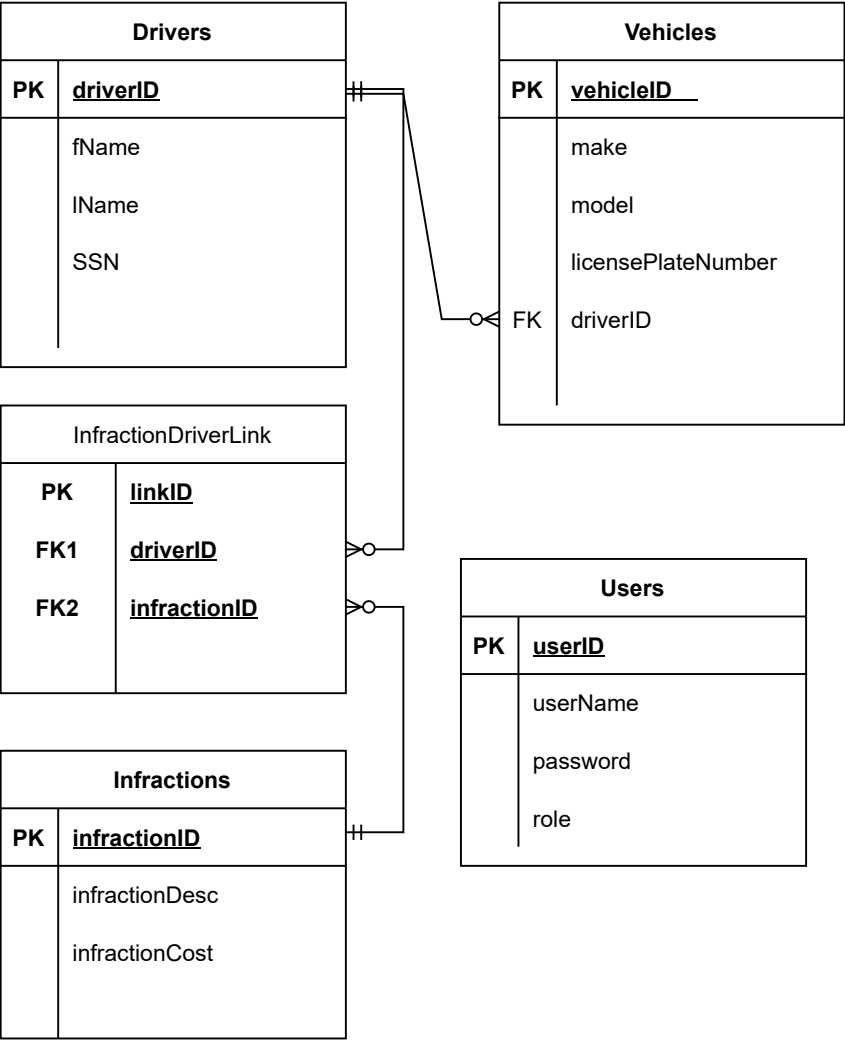 Drivers
PK driverID
fName
lName
SSN
Vehicles
PK vehicleID
make
model
licensePlateNumber
FK driverID
InfractionDriverLink
PK linkID
FK1 driverID
FK2 infractionID
Users
PK userID
userName
password
role
Infractions
PK infractionID
infractionDesc
infractionCost